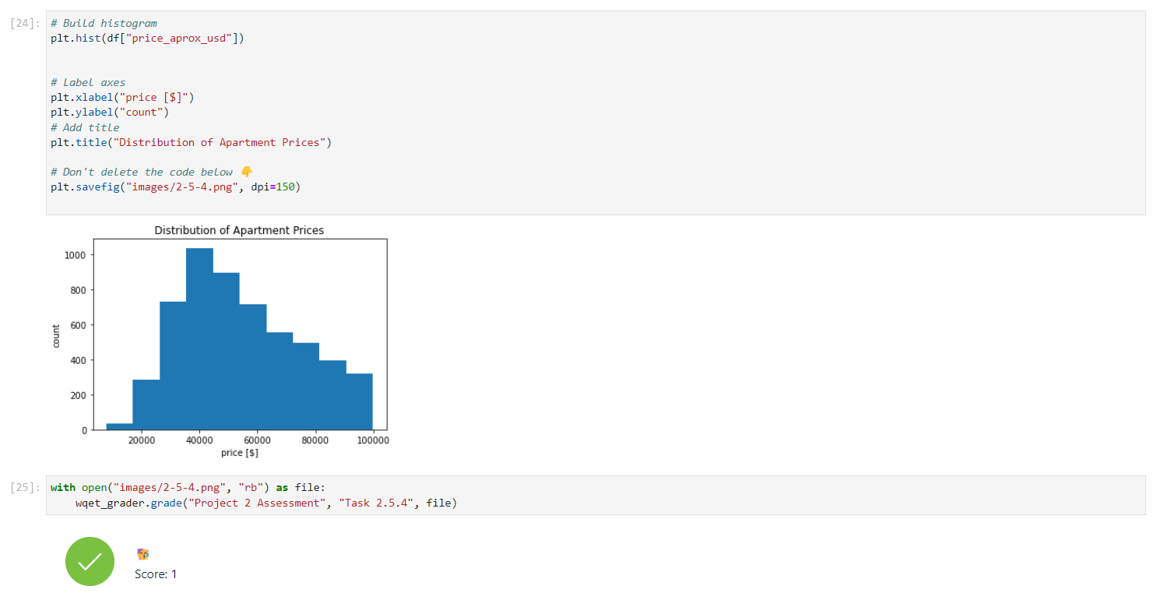 [24]:
# Build histogram
plt.hist(df["price_aprox_usd"])
# Label axes
plt.xlabel("price [$]")
plt.ylabel("count")
# Add title
plt.title("Distribution of Apartment Prices")
# Don't delete the code below 👇
plt.savefig("images/2-5-4.png", dpi=150)
Distribution of Apartment Prices
1000
800
600
400
200
0
count
20000 40000 60000 80000 100000
price [$]
[25]:
with open("images/2-5-4.png", "rb") as file:
    wqet_grader.grade("Project 2 Assessment", "Task 2.5.4", file)
🥳
Score: 1